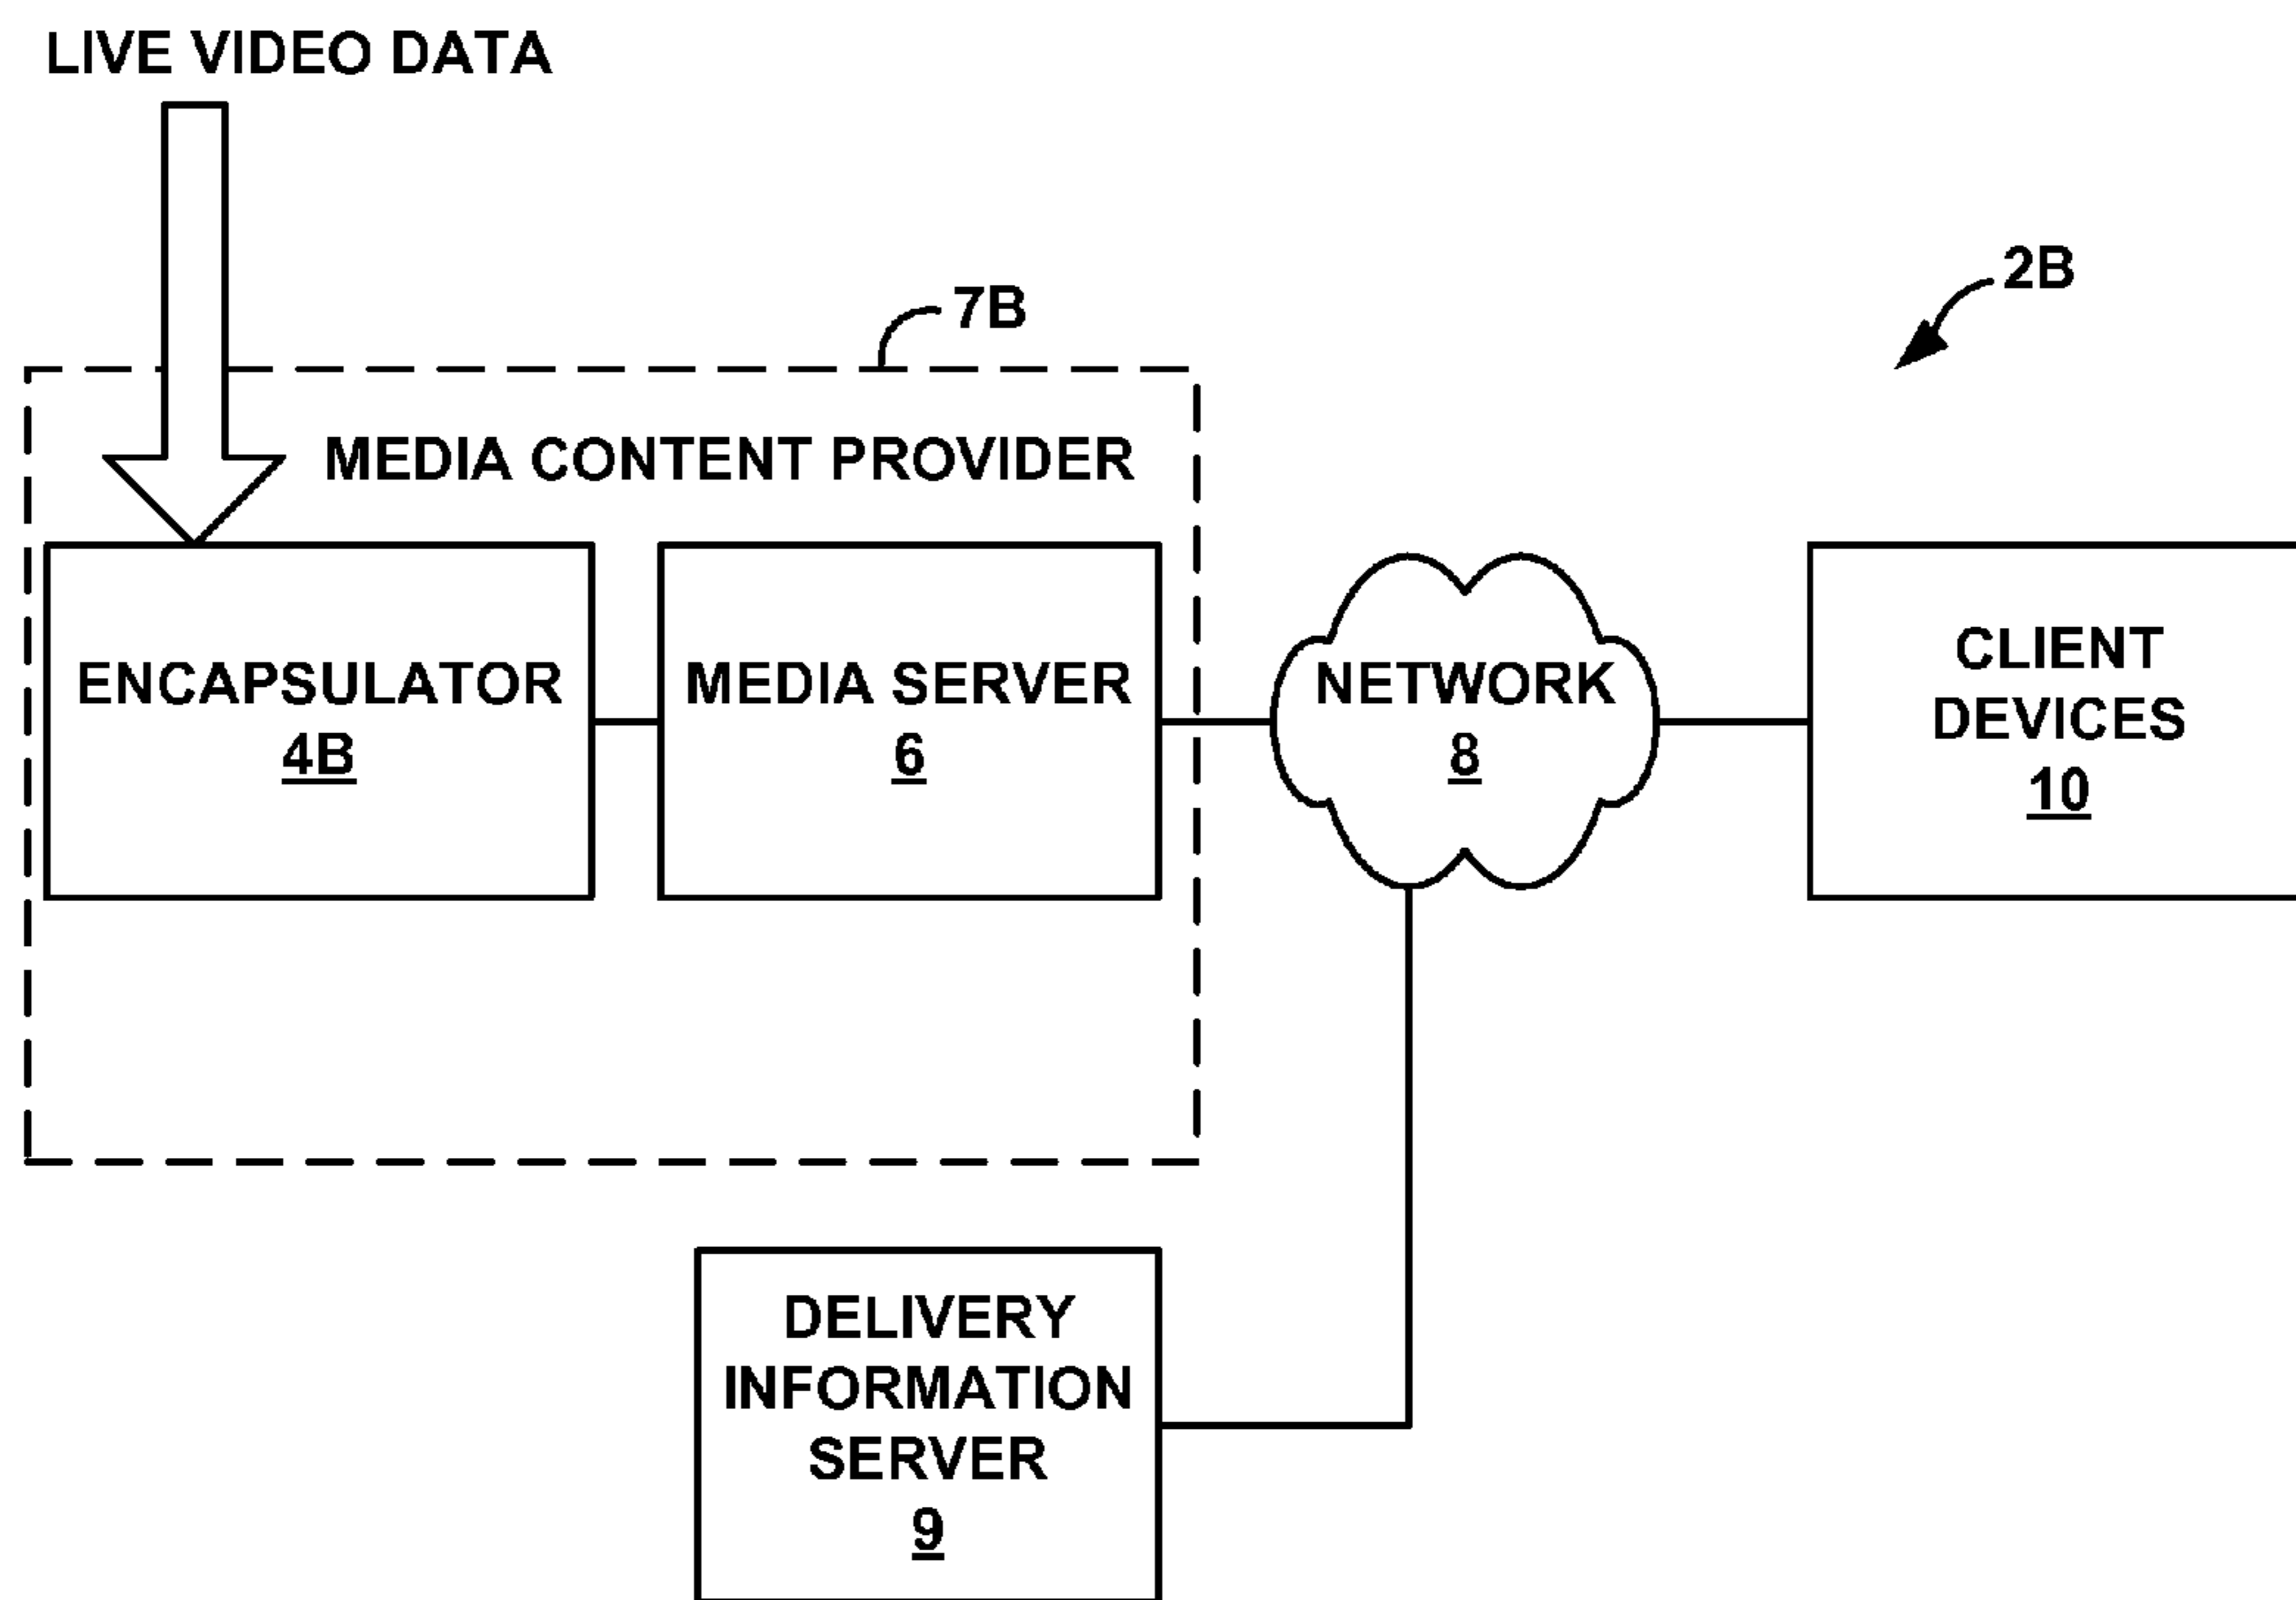 LIVE VIDEO DATA
2B
7B
MEDIA CONTENT PROVIDER
ENCAPSULATOR
4B
MEDIA SERVER
6
NETWORK
8
CLIENT
DEVICES
10
DELIVERY
INFORMATION
SERVER
9